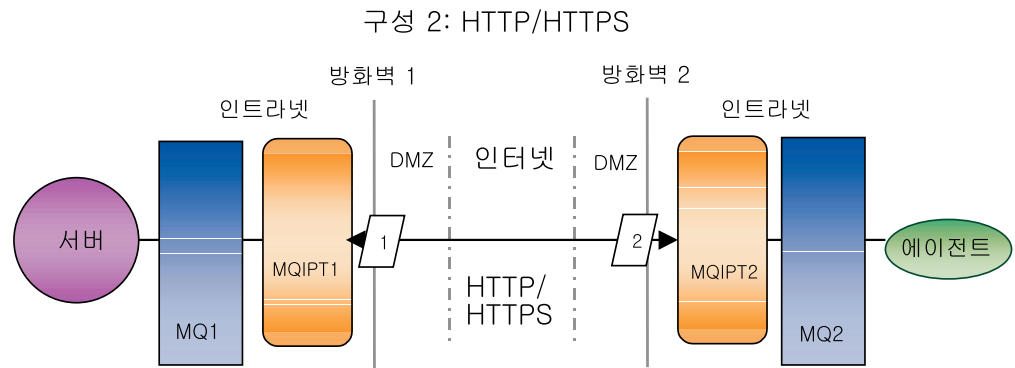 구성 2: HTTP/HTTPS
방화벽 1
방화벽 2
인트라넷
인트라넷
DMZ
인터넷
DMZ
서버
1
2
에이전트
MQIPT1
MQIPT2
HTTP/
HTTPS
MQ1
MQ2